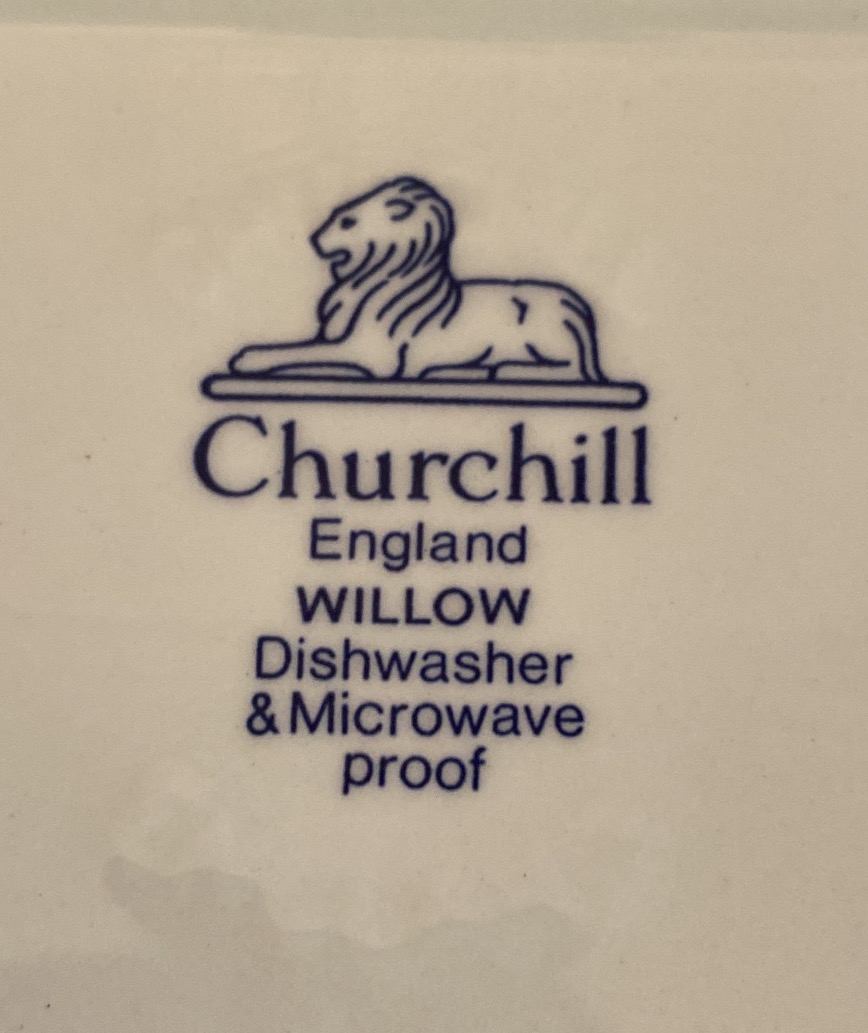 Churchill
England
WILLOW
Dishwasher
& Microwave
proof